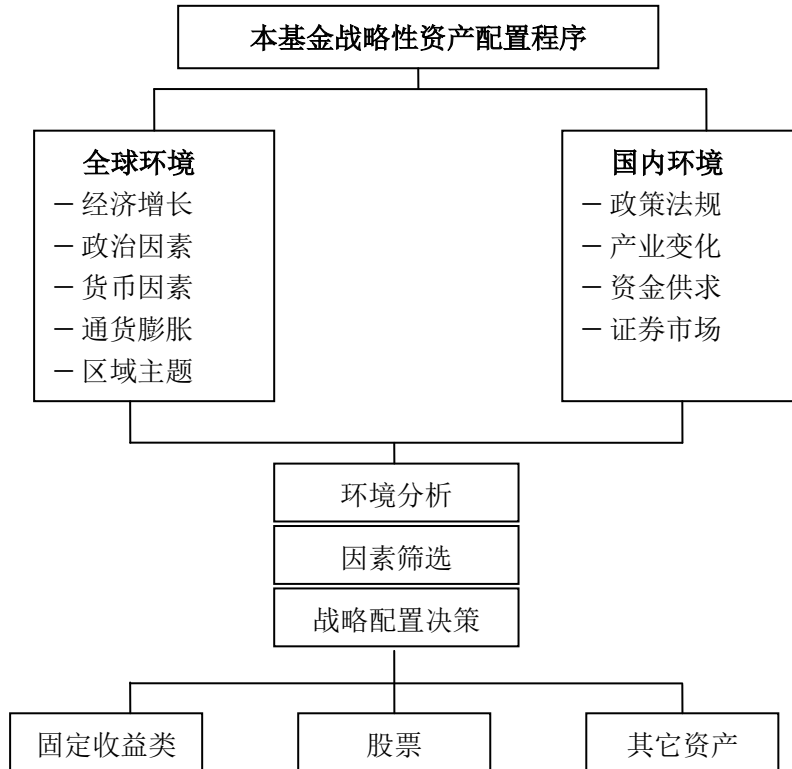 本基金战略性资产配置程序
全球环境
－经济增长
－政治因素
－货币因素
－通货膨胀
－区域主题
国内环境
－政策法规
－产业变化
－资金供求
－证券市场
环境分析
因素筛选
战略配置决策
固定收益类
股票
其它资产